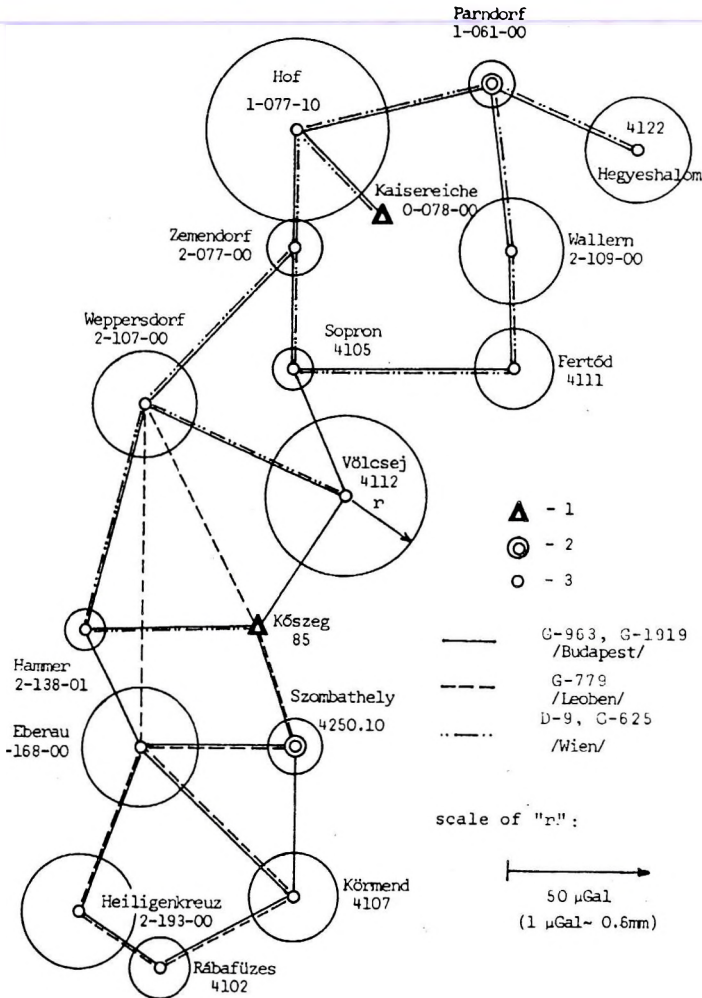 Parndorf
1-061-00
Hof
1-077-10
4122
Hegyeshalom
Kaisereiche
0-078-00
Zemendorf
2-077-00
Wallern
2-109-00
Weppersdorf
2-107-00
Sopron
4105
Fertőd
4111
Völcsej
4112
r
- 1
- 2
- 3
Kőszeg
85
Hammer
2-138-01
G-963, G-1919
/Budapest/
G-779
/Leoben/
D-9, G-625
/Wien/
Szombathely
4250.10
Eberau
-168-00
scale of "r":
50 µGal
(1 µGal~ 0.6mm)
Körmend
4107
Heiligenkreuz
2-193-00
Rábafüzes
4102